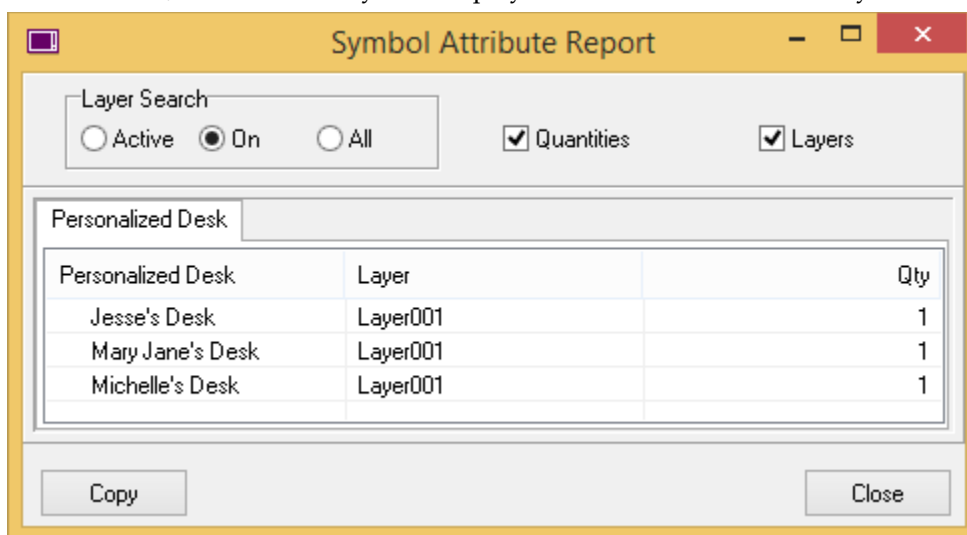 Symbol Attribute Report
Layer Search
Active On All Quantities Layers
Personalized Desk
Personalized Desk Layer Qty
Jesse's Desk Layer001 1
Mary Jane's Desk Layer001 1
Michelle's Desk Layer001 1
Copy Close